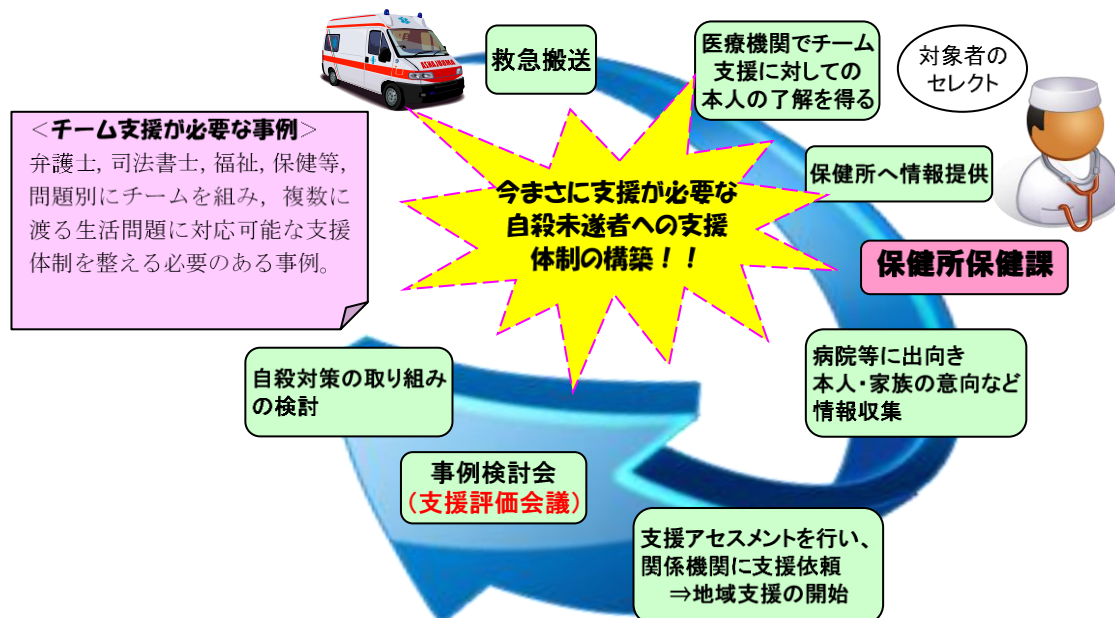 救急搬送
医療機関でチーム
支援に対しての
本人の了解を得る
対象者の
セレクト
＜チーム支援が必要な事例＞
弁護士，司法書士，福祉，保健等，
問題別にチームを組み，複数に
渡る生活問題に対応可能な支援
体制を整える必要のある事例。
今まさに支援が必要な
自殺未遂者への支援
体制の構築！！
保健所へ情報提供
保健所保健課
病院等に出向き
本人・家族の意向など
情報収集
自殺対策の取り組み
の検討
事例検討会
（支援評価会議）
支援アセスメントを行い、
関係機関に支援依頼
⇒地域支援の開始
AMBULANCE